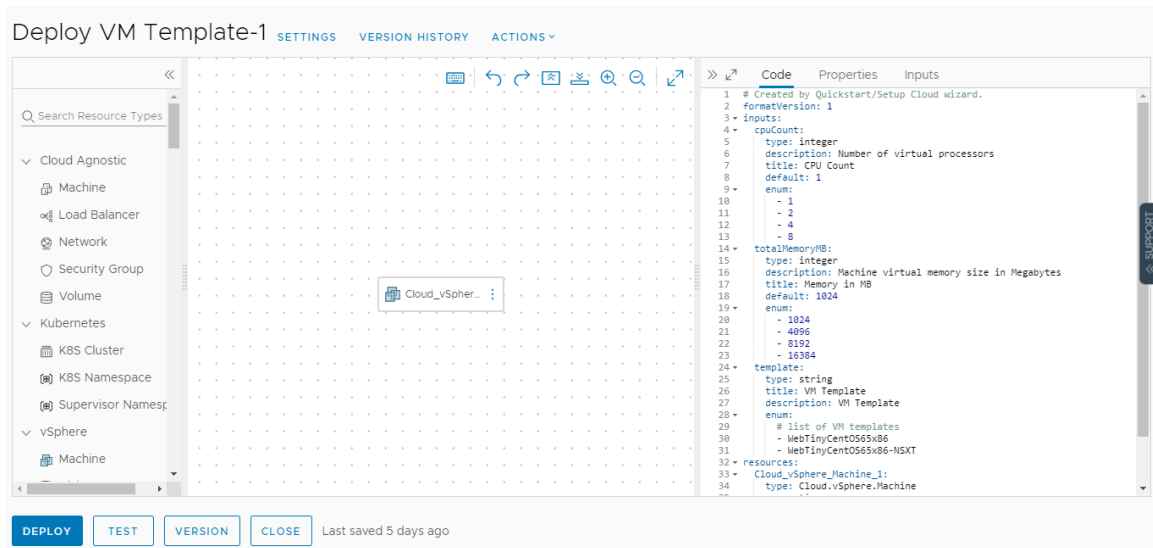 Deploy VM Template-1 SETTINGS VERSION HISTORY ACTIONS
Search Resource Types
Cloud Agnostic
Machine
Load Balancer
Network
Security Group
Volume
Kubernetes
K8S Cluster
K8S Namespace
Supervisor Namesp
vSphere
Machine
Cloud_vSpher...
Code Properties Inputs
1 # Created by Quickstart/Setup Cloud wizard.
2 formatVersion: 1
3 inputs:
4 cpuCount:
5 type: integer
6 description: Number of virtual processors
7 title: CPU Count
8 default: 1
9 enum:
10 - 1
11 - 2
12 - 4
13 - 8
14 totalMemoryMB:
15 type: integer
16 description: Machine virtual memory size in Megabytes
17 title: Memory in MB
18 default: 1024
19 enum:
20 - 1024
21 - 4096
22 - 8192
23 - 16384
24 template:
25 type: string
26 title: VM Template
27 description: VM Template
28 enum:
29 # list of VM templates
30 - WebTinyCentOS65x86
31 - WebTinyCentOS65x86-NSXT
32 resources:
33 Cloud_vSphere_Machine_1:
34 type: Cloud.vSphere.Machine
SUPPORT
DEPLOY TEST VERSION CLOSE Last saved 5 days ago